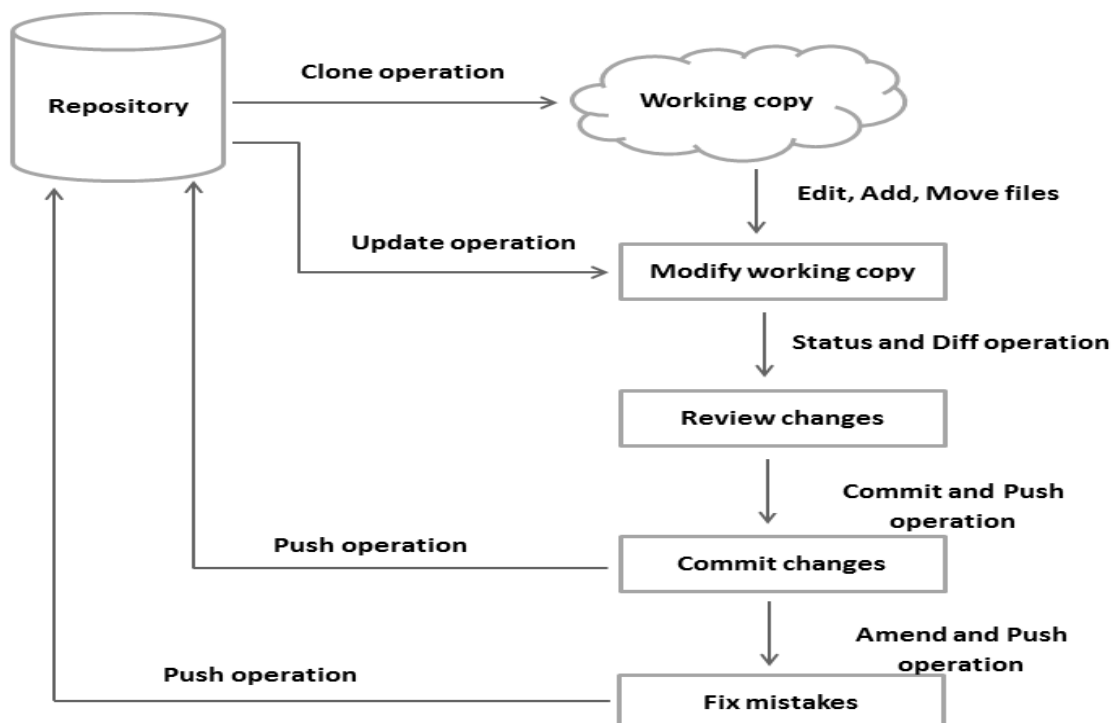 Clone operation
Repository
Working copy
Edit, Add, Move files
Update operation
Modify working copy
Status and Diff operation
Review changes
Commit and Push
operation
Push operation
Commit changes
Amend and Push
operation
Push operation
Fix mistakes